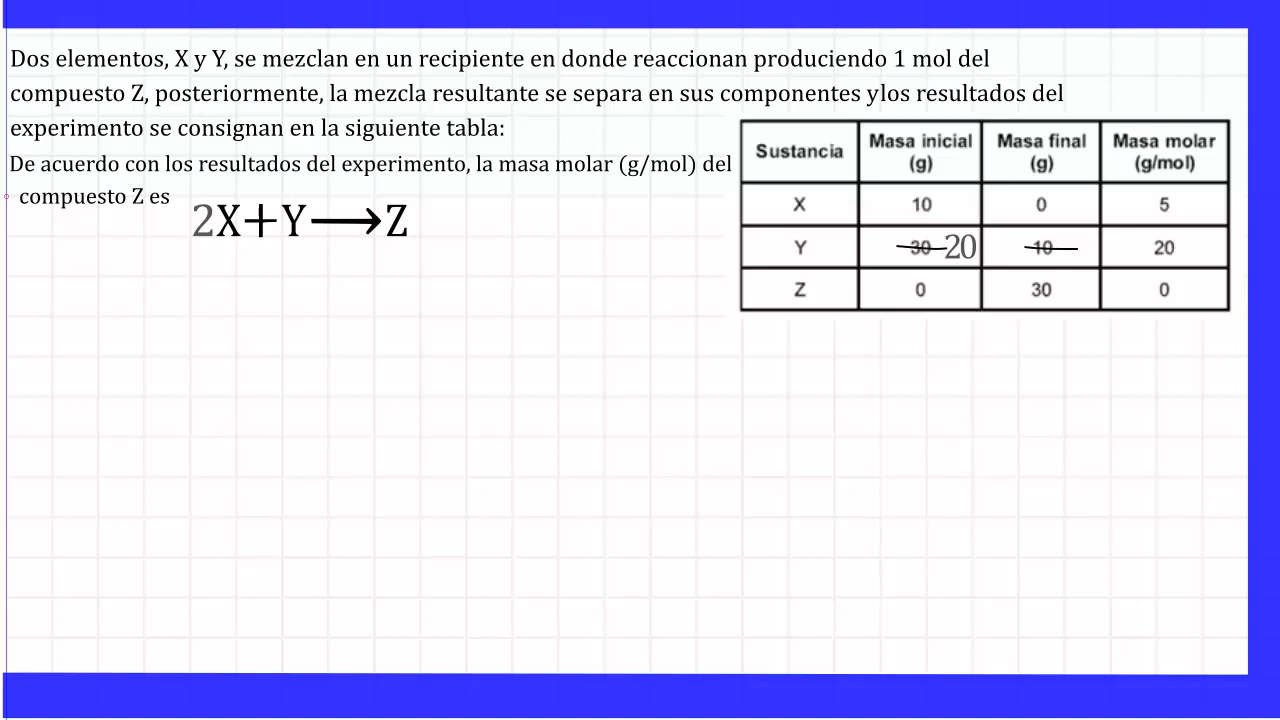 Dos elementos, X y Y, se mezclan en un recipiente en donde reaccionan produciendo 1 mol del
compuesto Z, posteriormente, la mezcla resultante se separa en sus componentes ylos resultados del
experimento se consignan en la siguiente tabla:
De acuerdo con los resultados del experimento, la masa molar (g/mol) del
compuesto Z es
2X+Y⟶Z
Sustancia Masa inicial (g) Masa final (g) Masa molar (g/mol)
X 10 0 5
Y 30 20 10 20
Z 0 30 0